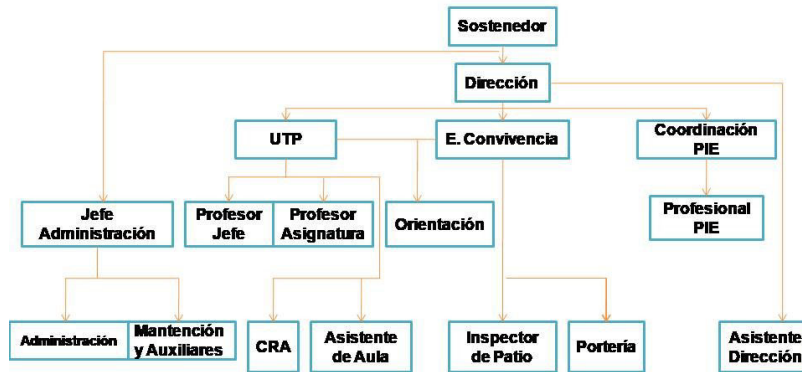 Sostenedor
Dirección
UTP
E. Convivencia
Coordinación
PIE
Jefe
Administración
Profesor
Jefe
Profesor
Asignatura
Orientación
Profesional
PIE
Administración
Mantención
y Auxiliares
CRA
Asistente
de Aula
Inspector
de Patio
Portería
Asistente
Dirección